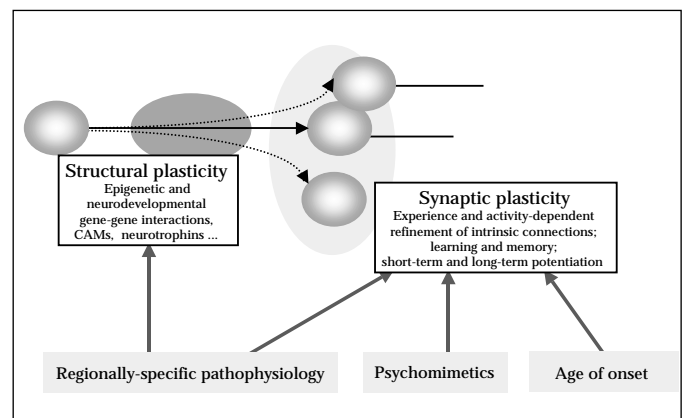 Structural plasticity
Epigenetic and
neurodevelopmental
gene-gene interactions,
CAMs, neurotrophins ...
Synaptic plasticity
Experience and activity-dependent
refinement of intrinsic connections;
learning and memory;
short-term and long-term potentiation
Regionally-specific pathophysiology
Psychomimetics
Age of onset